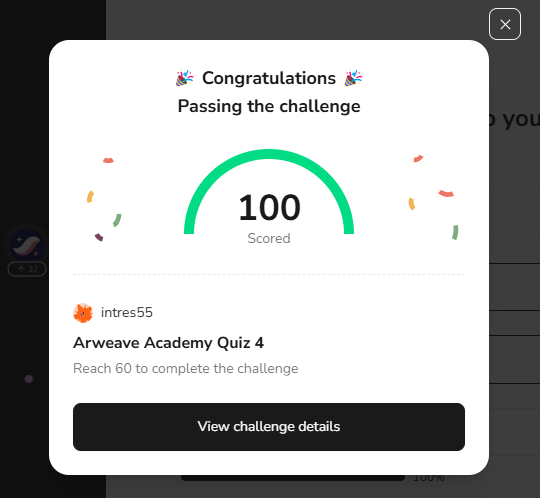 🎉 Congratulations 🎉
Passing the challenge
100
Scored
intres55
Arweave Academy Quiz 4
Reach 60 to complete the challenge
View challenge details
you
12
100%